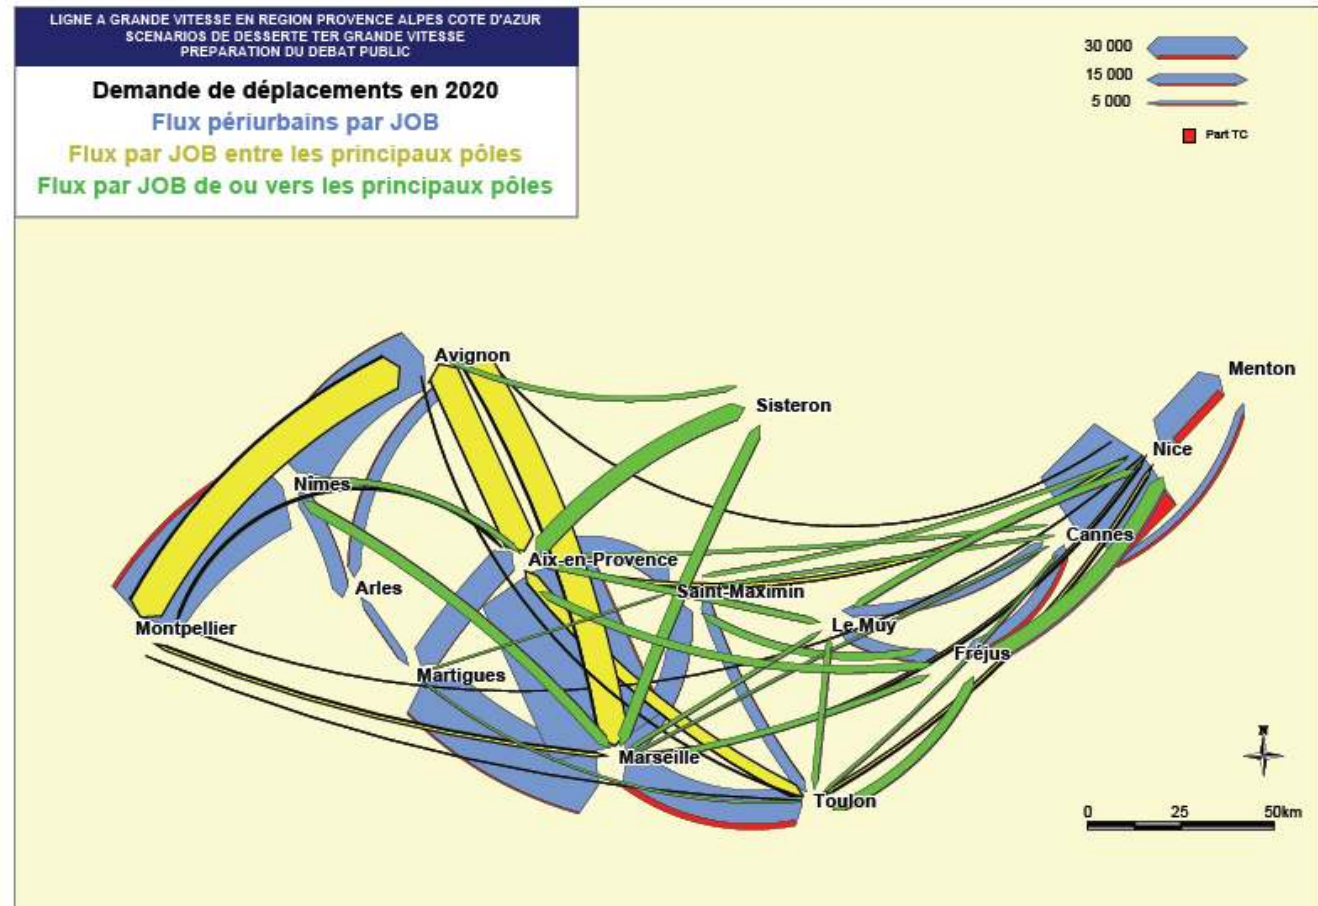 LIGNE A GRANDE VITESSE EN REGION PROVENCE ALPES COTE D'AZUR
SCENARIOS DE DESSERTE TER GRANDE VITESSE
PREPARATION DU DEBAT PUBLIC
Demande de déplacements en 2020
Flux périurbains par JOB
Flux par JOB entre les principaux pôles
Flux par JOB de ou vers les principaux pôles
30 000
15 000
5 000
Part TC
Avignon
Menton
Sisteron
Nice
Nîmes
Cannes
Aix-en-Provence
Arles
Saint-Maximin
Montpellier
Le Muy
Fréjus
Martigues
Marseille
Toulon
N
0 25 50km